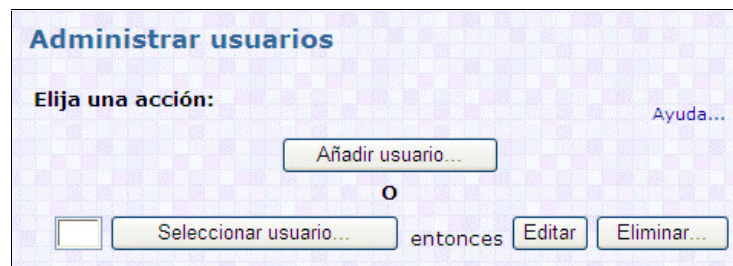 Administrar usuarios
Elija una acción:
Ayuda...
Añadir usuario...
O
Seleccionar usuario... entonces Editar Eliminar...